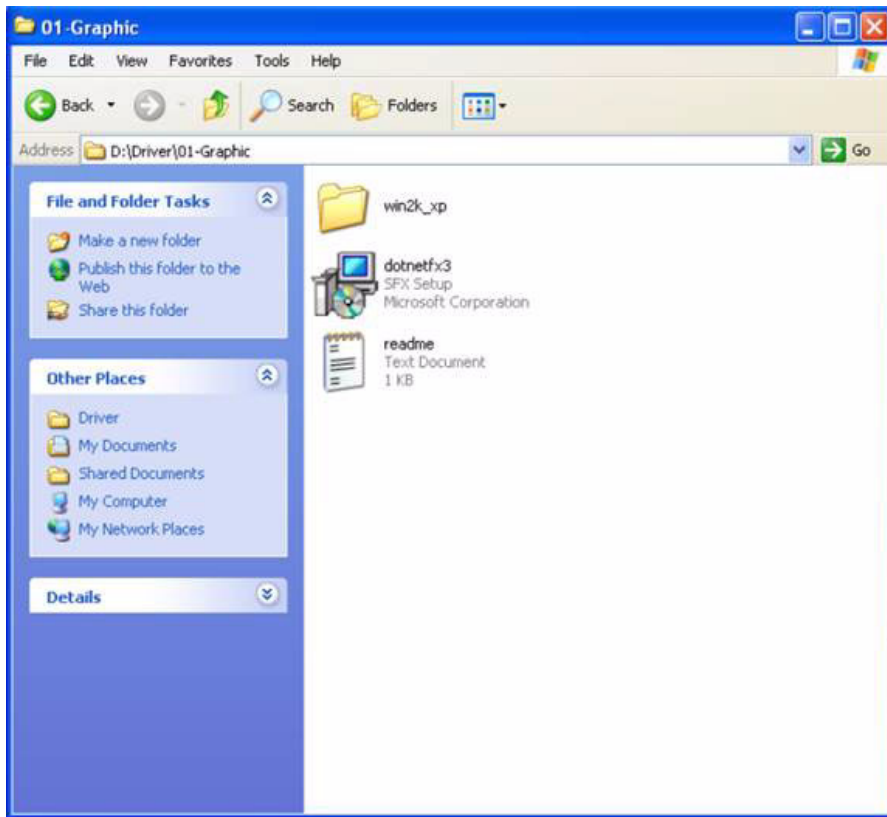 01-Graphic
File Edit View Favorites Tools Help
Back Search Folders
Address D:\Driver\01-Graphic Go
File and Folder Tasks
Make a new folder
Publish this folder to the
Web
Share this folder
Other Places
Driver
My Documents
Shared Documents
My Computer
My Network Places
Details
win2k_xp
dotnetfx3
SFX Setup
Microsoft Corporation
readme
Text Document
1 KB